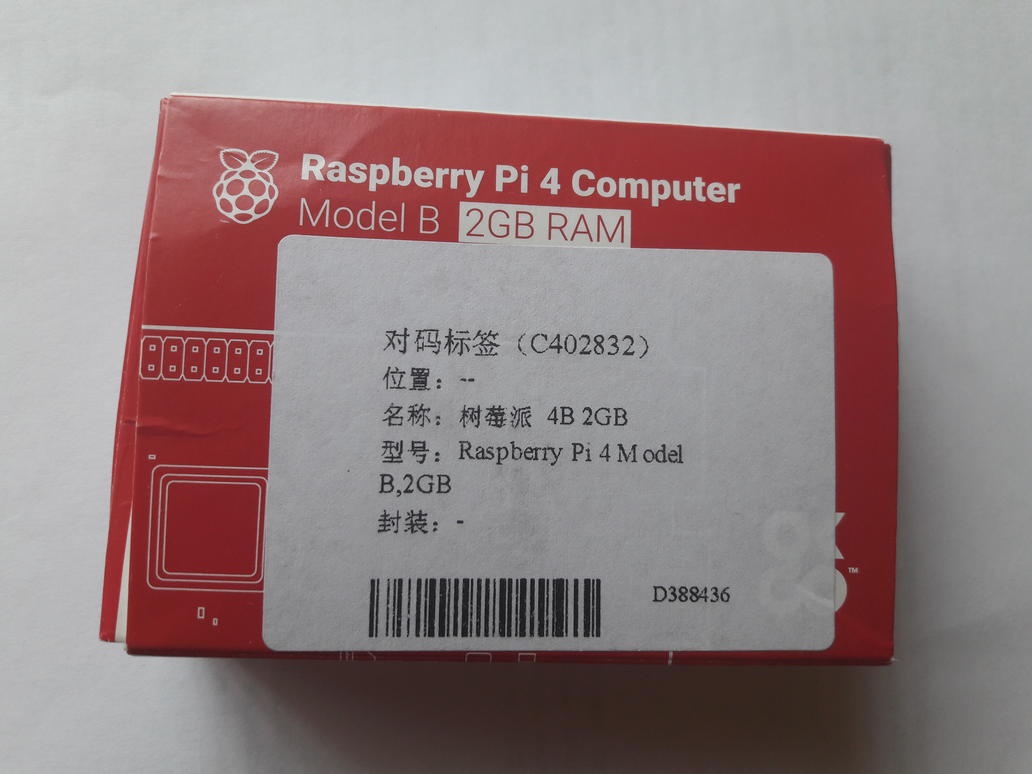 Raspberry Pi 4 Computer
Model B 2GB RAM
对码标签（C402832）
位置：--
名称：树莓派 4B 2GB
型号：Raspberry Pi 4 Model
B,2GB
封装：-
D388436
™